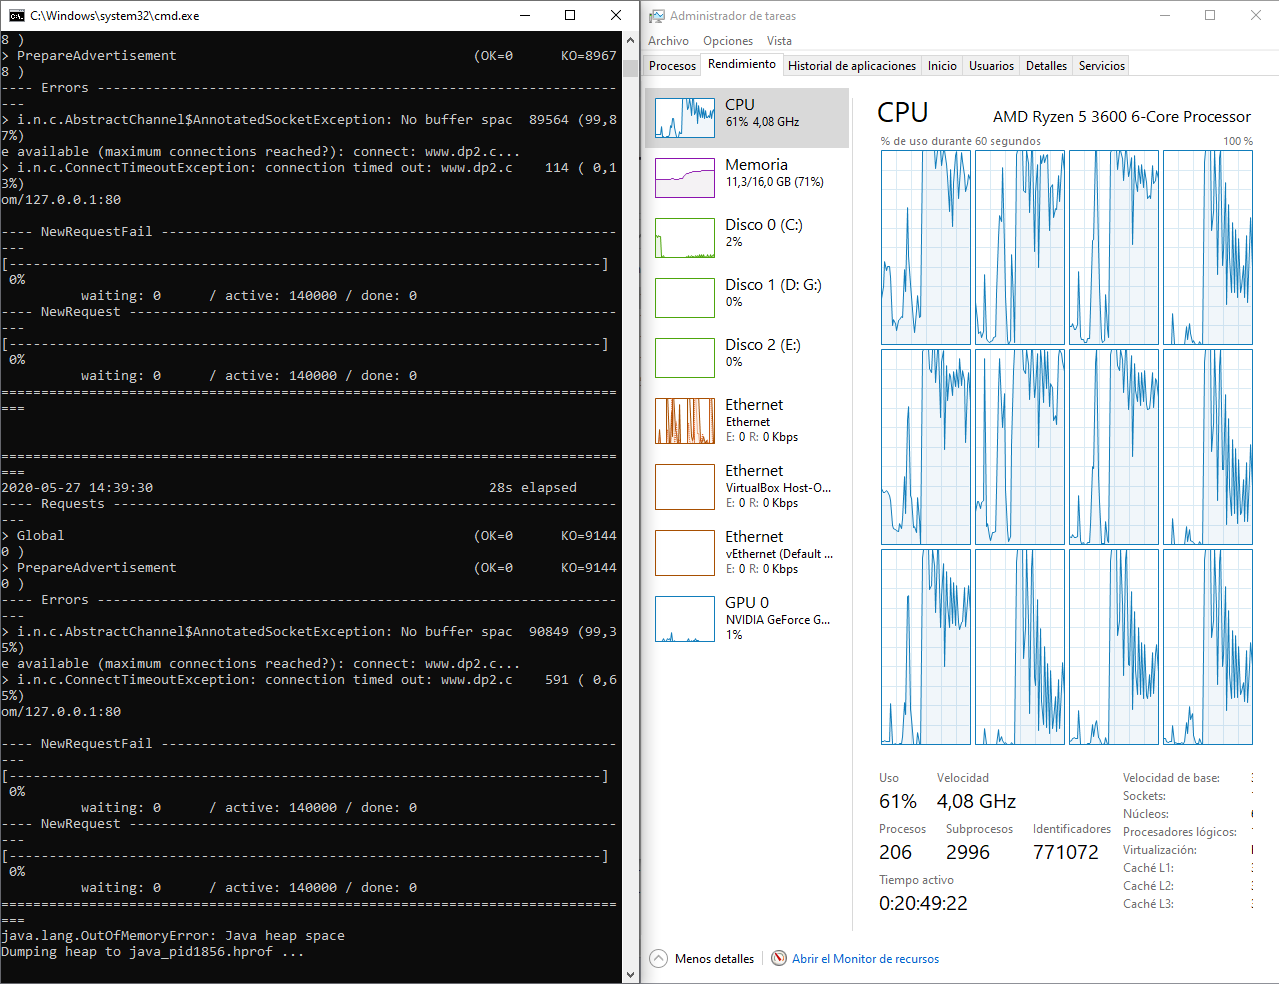 C:\Windows\system32\cmd.exe
8 )
> PrepareAdvertisement                                     (OK=0      KO=8967
8 )
---- Errors -----------------------------------------------------------------
---
> i.n.c.AbstractChannel$AnnotatedSocketException: No buffer spac  89564 (99,8
7%)
e available (maximum connections reached?): connect: www.dp2.c...
> i.n.c.ConnectTimeoutException: connection timed out: www.dp2.c    114 ( 0,1
3%)
om/127.0.0.1:80
---- NewRequestFail ---------------------------------------------------------
---
[--------------------------------------------------------------------------]
 0%
          waiting: 0      / active: 140000 / done: 0
---- NewRequest -------------------------------------------------------------
---
[--------------------------------------------------------------------------]
 0%
          waiting: 0      / active: 140000 / done: 0
=============================================================================
===
=============================================================================
===
2020-05-27 14:39:30                                          28s elapsed
---- Requests ---------------------------------------------------------------
---
> Global                                                   (OK=0      KO=9144
0 )
> PrepareAdvertisement                                     (OK=0      KO=9144
0 )
---- Errors -----------------------------------------------------------------
---
> i.n.c.AbstractChannel$AnnotatedSocketException: No buffer spac  90849 (99,3
5%)
e available (maximum connections reached?): connect: www.dp2.c...
> i.n.c.ConnectTimeoutException: connection timed out: www.dp2.c    591 ( 0,6
5%)
om/127.0.0.1:80
---- NewRequestFail ---------------------------------------------------------
---
[--------------------------------------------------------------------------]
 0%
          waiting: 0      / active: 140000 / done: 0
---- NewRequest -------------------------------------------------------------
---
[--------------------------------------------------------------------------]
 0%
          waiting: 0      / active: 140000 / done: 0
=============================================================================
===
java.lang.OutOfMemoryError: Java heap space
Dumping heap to java_pid1856.hprof ...
Administrador de tareas
Archivo Opciones Vista
Procesos Rendimiento Historial de aplicaciones Inicio Usuarios Detalles Servicios
CPU
61% 4,08 GHz
Memoria
11,3/16,0 GB (71%)
Disco 0 (C:)
2%
Disco 1 (D: G:)
0%
Disco 2 (E:)
0%
Ethernet
Ethernet
E: 0 R: 0 Kbps
Ethernet
VirtualBox Host-O...
E: 0 R: 0 Kbps
Ethernet
vEthernet (Default ...
E: 0 R: 0 Kbps
GPU 0
NVIDIA GeForce G...
1%
CPU AMD Ryzen 5 3600 6-Core Processor
% de uso durante 60 segundos 100 %
Uso Velocidad
61% 4,08 GHz
Procesos Subprocesos Identificadores
206 2996 771072
Tiempo activo
0:20:49:22
Velocidad de base:
Sockets:
Núcleos:
Procesadores lógicos:
Virtualización:
Caché L1:
Caché L2:
Caché L3:
Menos detalles Abrir el Monitor de recursos